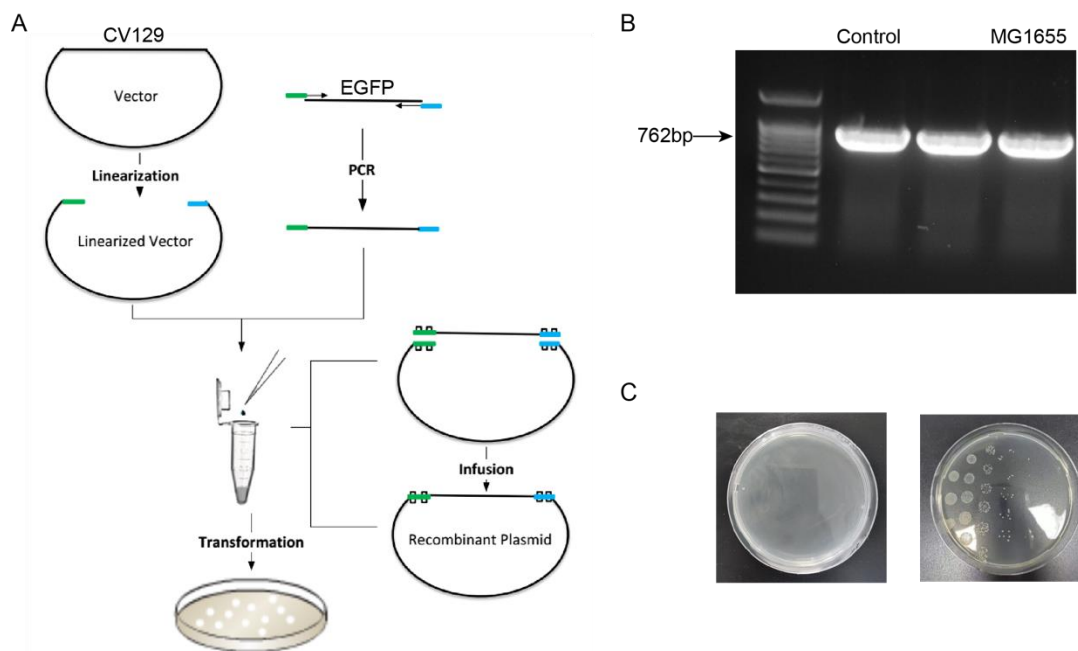 A
CV129
Vector
Linearization
Linearized Vector
EGFP
PCR
Infusion
Recombinant Plasmid
Transformation
B
Control
MG1655
762bp
C